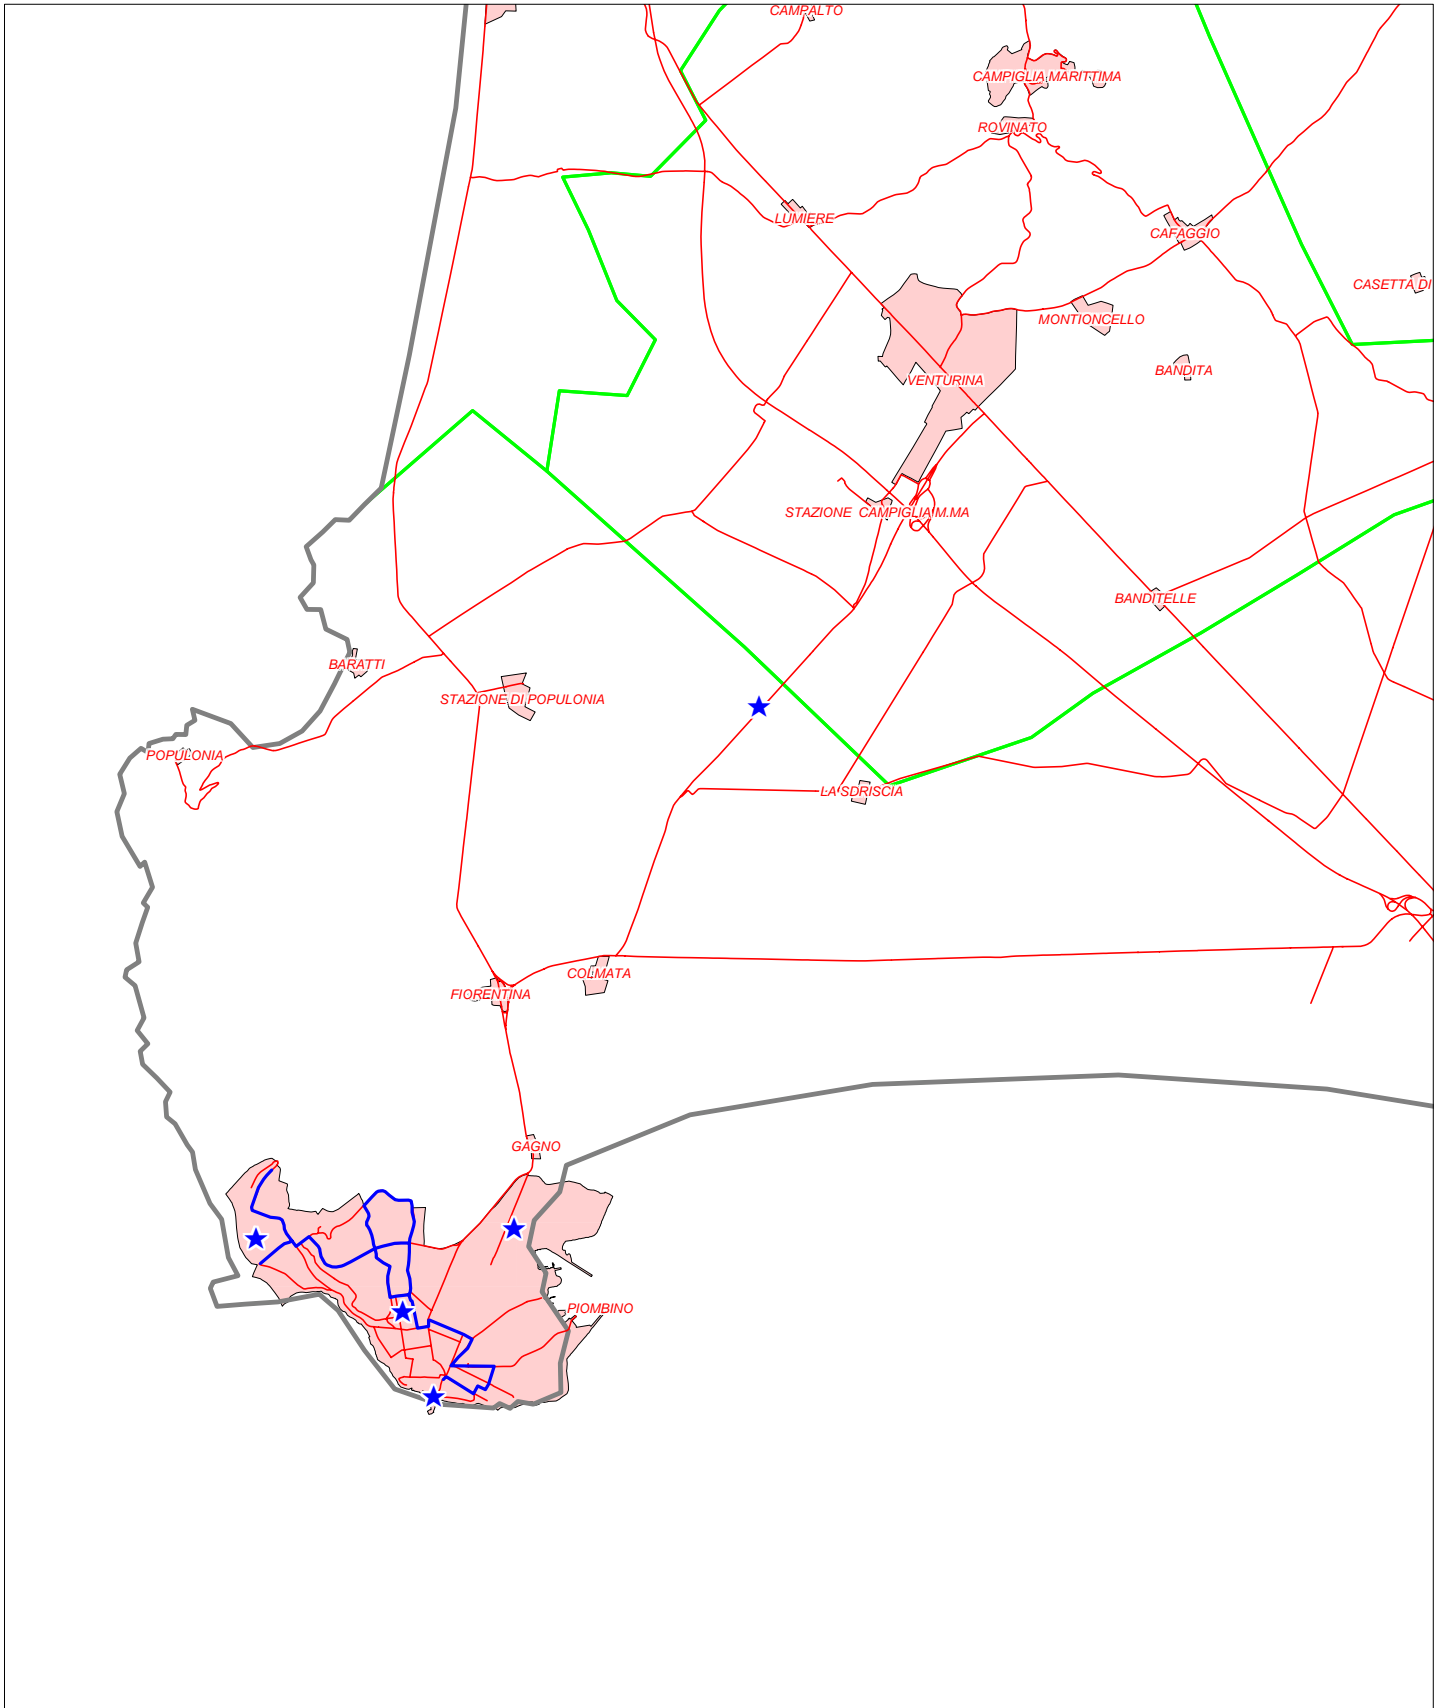 CAMPALTO
CAMPIGLIA MARITTIMA
ROVINATO
LUMIERE
CAFAGGIO
CASETTA DI
MONTIONCELLO
BANDITA
VENTURINA
STAZIONE CAMPIGLIA M.MA
BANDITELLE
BARATTI
STAZIONE DI POPULONIA
POPULONIA
LA SDRISCIA
COLMATA
FIORENTINA
GAGNO
PIOMBINO